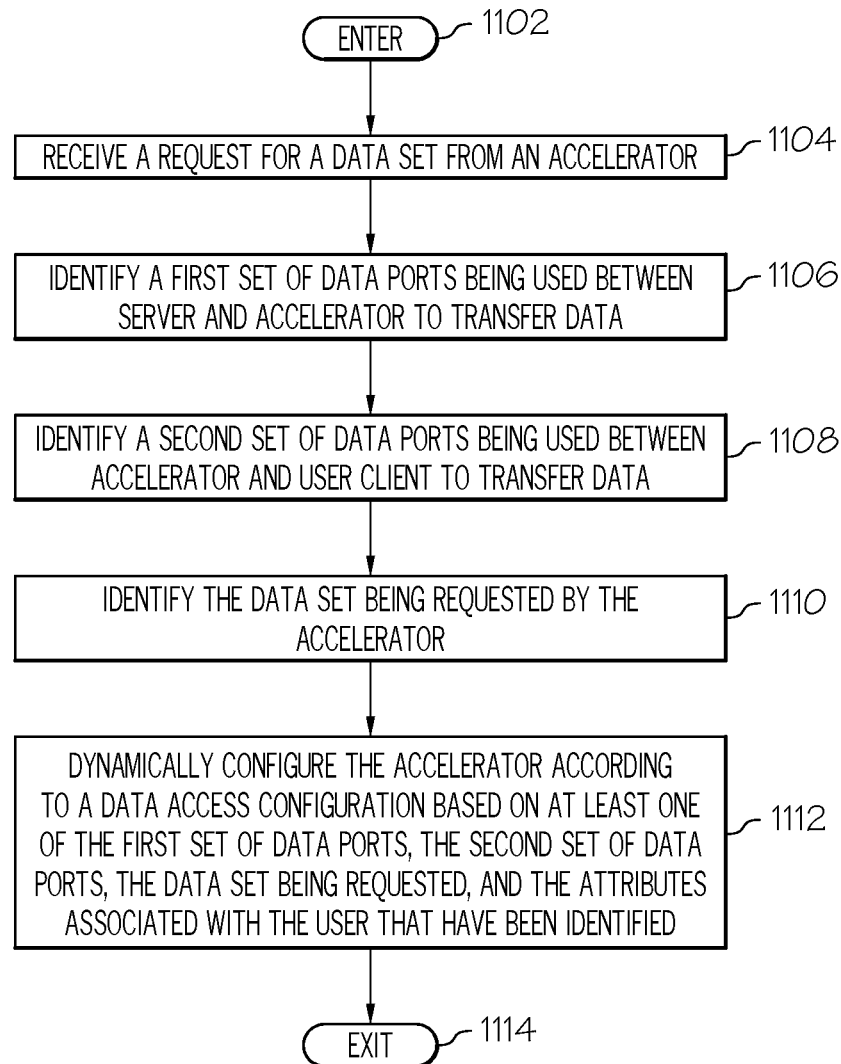 ENTER
1102
RECEIVE A REQUEST FOR A DATA SET FROM AN ACCELERATOR
1104
IDENTIFY A FIRST SET OF DATA PORTS BEING USED BETWEEN
SERVER AND ACCELERATOR TO TRANSFER DATA
1106
IDENTIFY A SECOND SET OF DATA PORTS BEING USED BETWEEN
ACCELERATOR AND USER CLIENT TO TRANSFER DATA
1108
IDENTIFY THE DATA SET BEING REQUESTED BY THE
ACCELERATOR
1110
DYNAMICALLY CONFIGURE THE ACCELERATOR ACCORDING
TO A DATA ACCESS CONFIGURATION BASED ON AT LEAST ONE
OF THE FIRST SET OF DATA PORTS, THE SECOND SET OF DATA
PORTS, THE DATA SET BEING REQUESTED, AND THE ATTRIBUTES
ASSOCIATED WITH THE USER THAT HAVE BEEN IDENTIFIED
1112
EXIT
1114